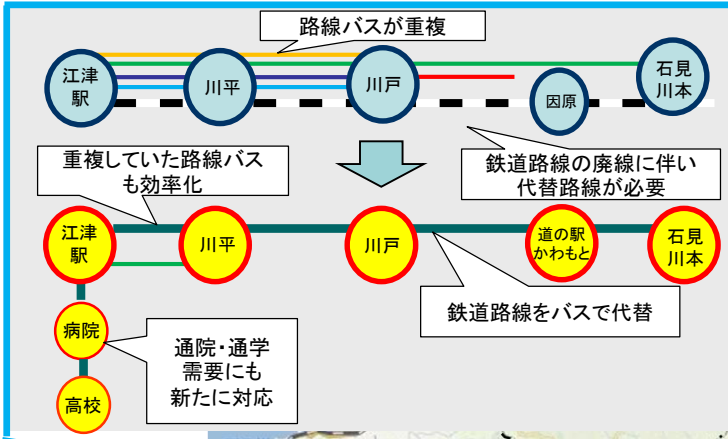 路線バスが重複
江津
駅
川平
川戸
因原
石見
川本
重複していた路線バス
も効率化
鉄道路線の廃線に伴い
代替路線が必要
江津
駅
川平
川戸
道の駅
かわもと
石見
川本
鉄道路線をバスで代替
病院
通院・通学
需要にも
新たに対応
高校